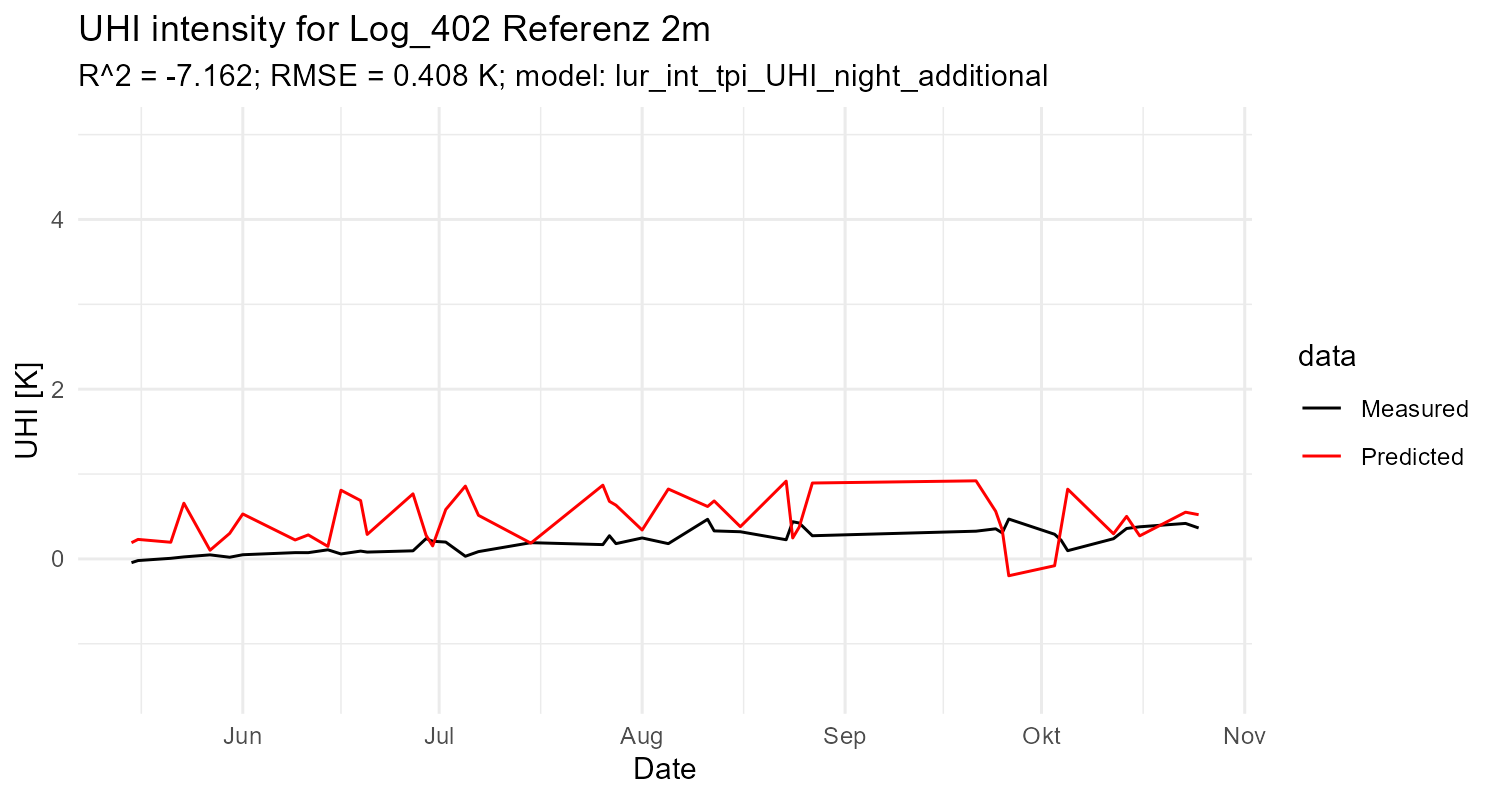 UHI intensity for Log_402 Referenz 2m
R^2 = -7.162; RMSE = 0.408 K; model: lur_int_tpi_UHI_night_additional
UHI [K]
4
2
0
Jun Jul Aug Sep Okt Nov
Date
data
Measured
Predicted